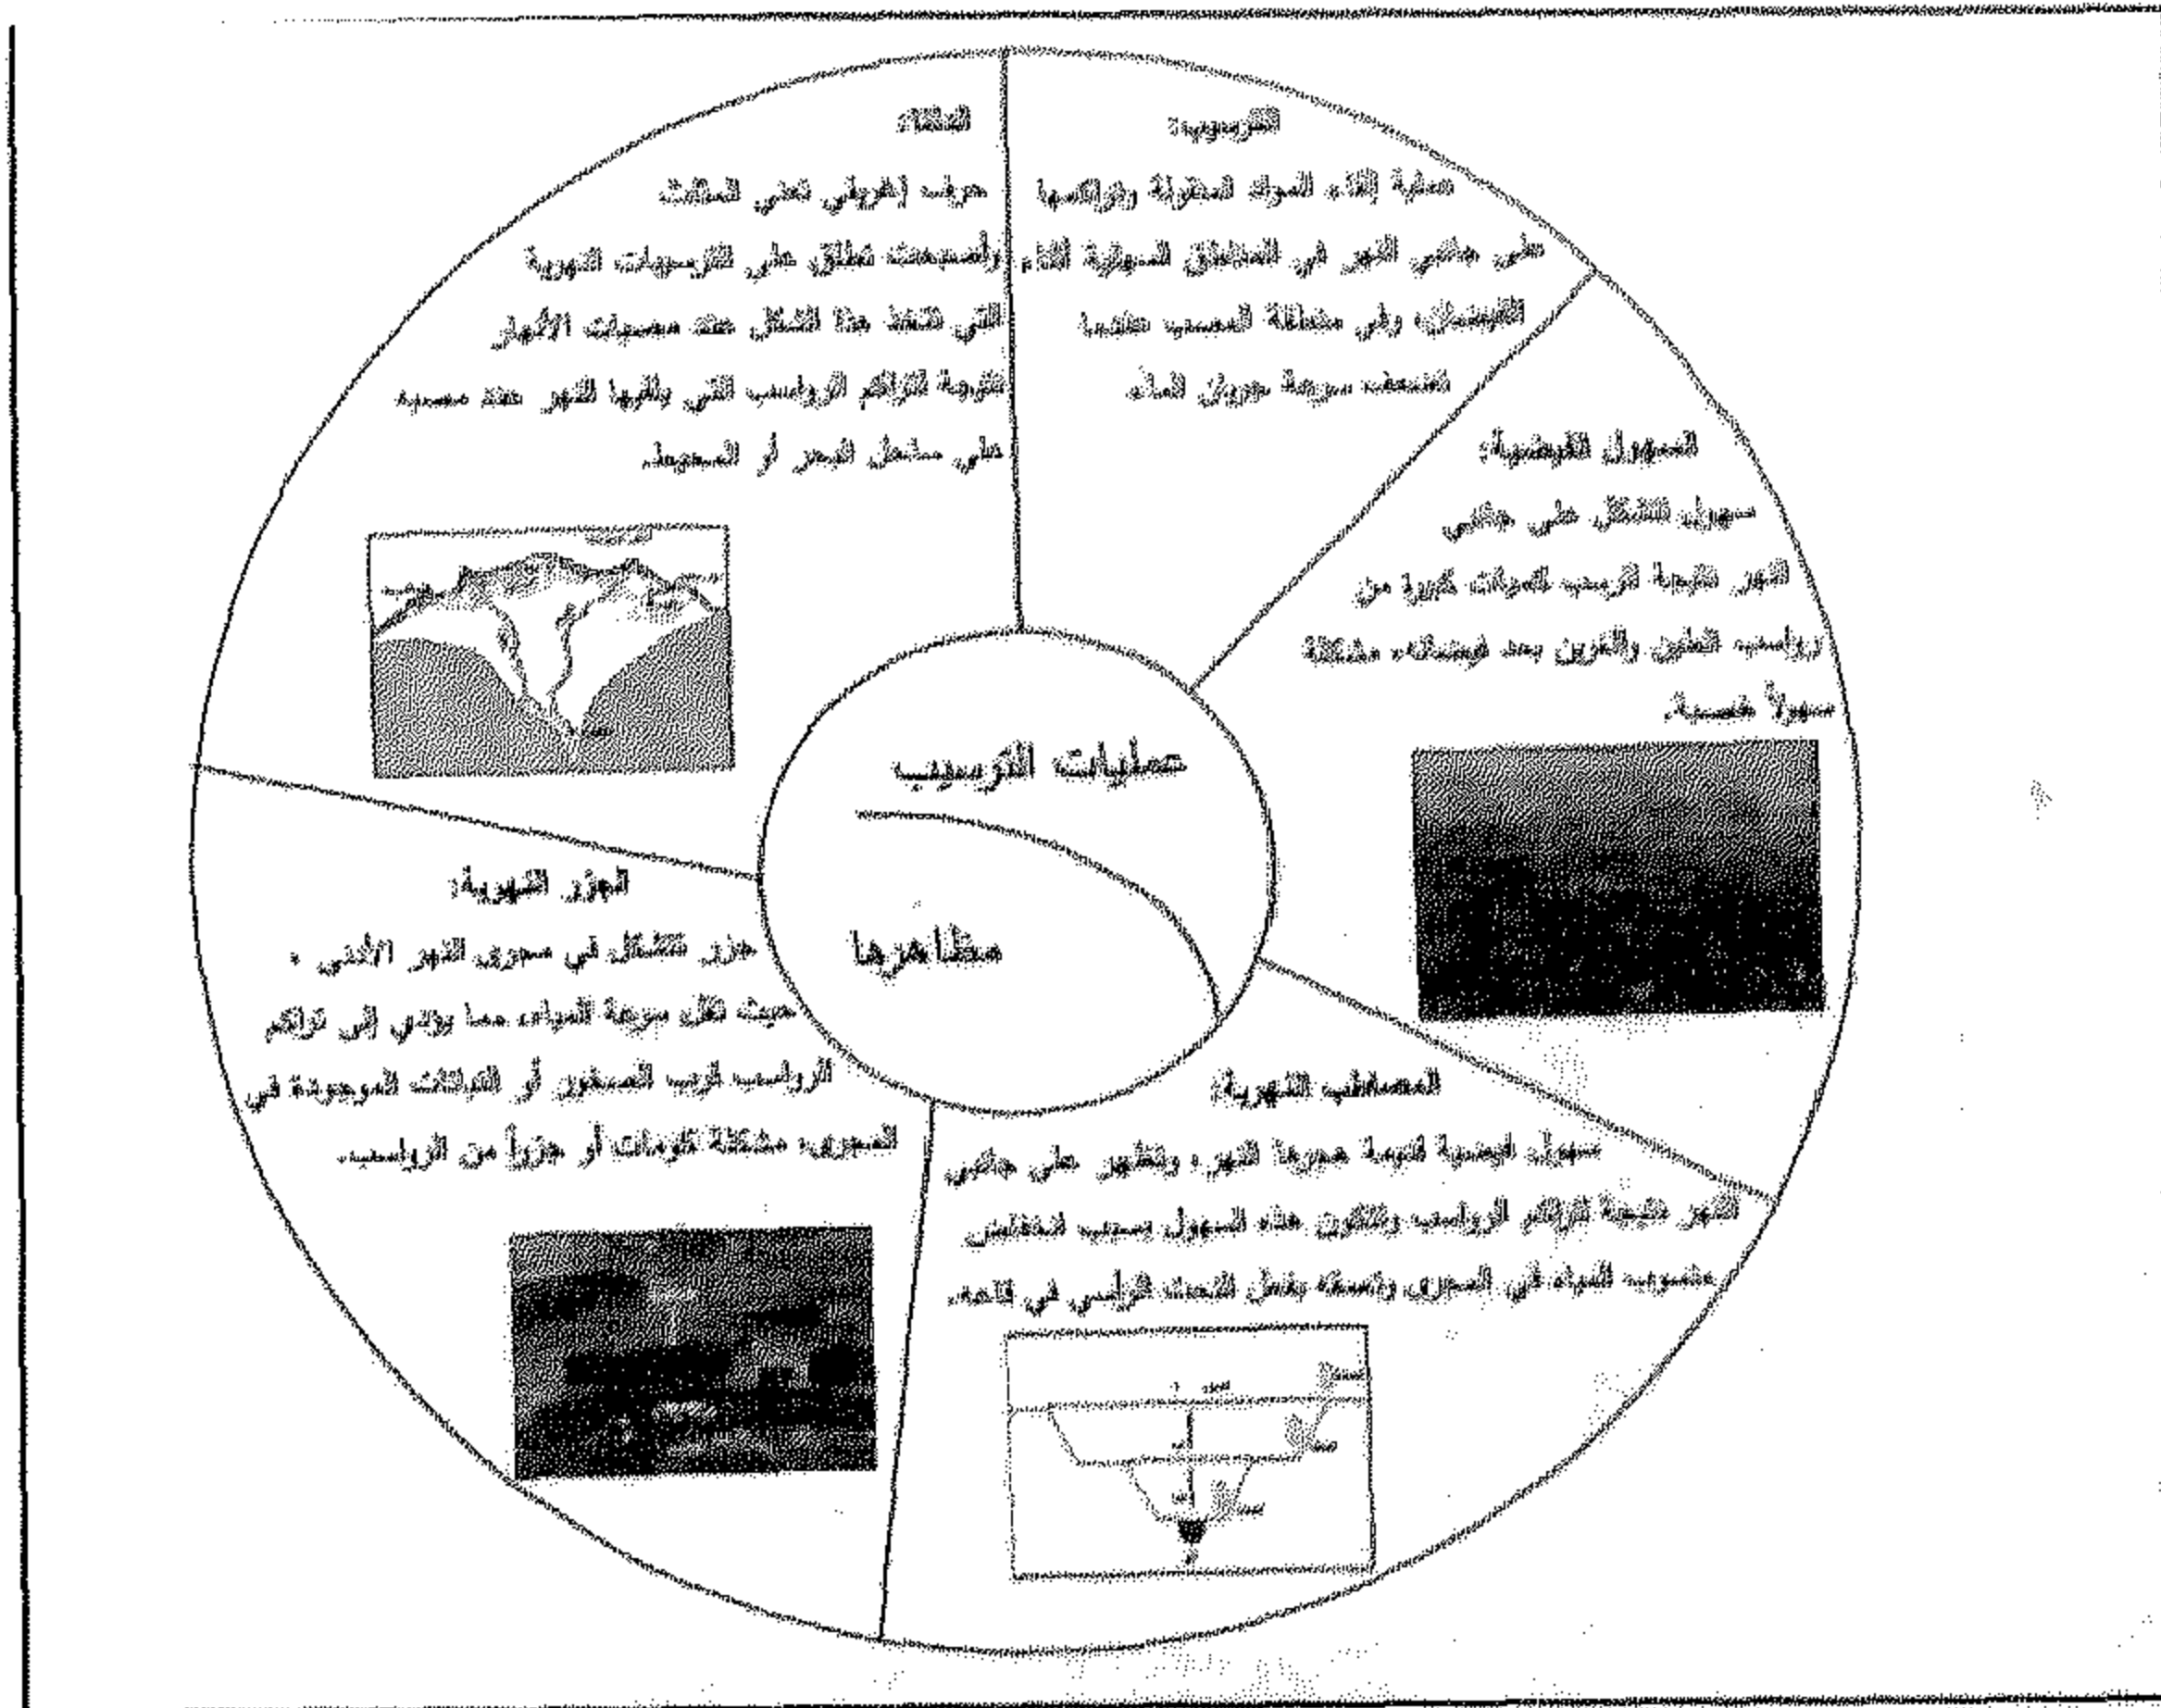 عمليات الترسيب
مظاهرها
الترسيب:
عملية إلقاء المواد المنقولة وتراكمها
على جانبي النهر في المناطق السهلية أثناء
الفيضان، وفي منطقة المصب عندما
تضعف سرعة جريان الماء.
السهول الفيضية:
سهول تتشكل على جانبي
النهر نتيجة ترسب كميات كبيرة من
رواسب الطين والغرين بعد فيضانه، مشكلة
سهولاً خصبة.
المصاطب النهرية:
سهول فيضية قديمة هجرها النهر، وتظهر على جانبي
النهر نتيجة لتراكم الرواسب وتتكون هذه السهول بسبب انخفاض
منسوب المياه في المجرى وتعمقه بفعل النحت الرأسي في قاعه.
الجزر النهرية:
جزر تتشكل في مجرى النهر الأدنى،
حيث تقل سرعة المياه، مما يؤدي إلى تراكم
الرواسب قرب الصخور أو النباتات الموجودة في
المجرى، مشكلة كومات أو جزراً من الرواسب.
الدلتا:
حرف إغريقي تعني المثلث
وأصبحت تطلق على الترسبات النهرية
التي تتخذ هذا الشكل عند مصبات الأنهار
نتيجة لتراكم الرواسب التي يلقيها النهر عند مصبه
على ساحل البحر أو المحيط.